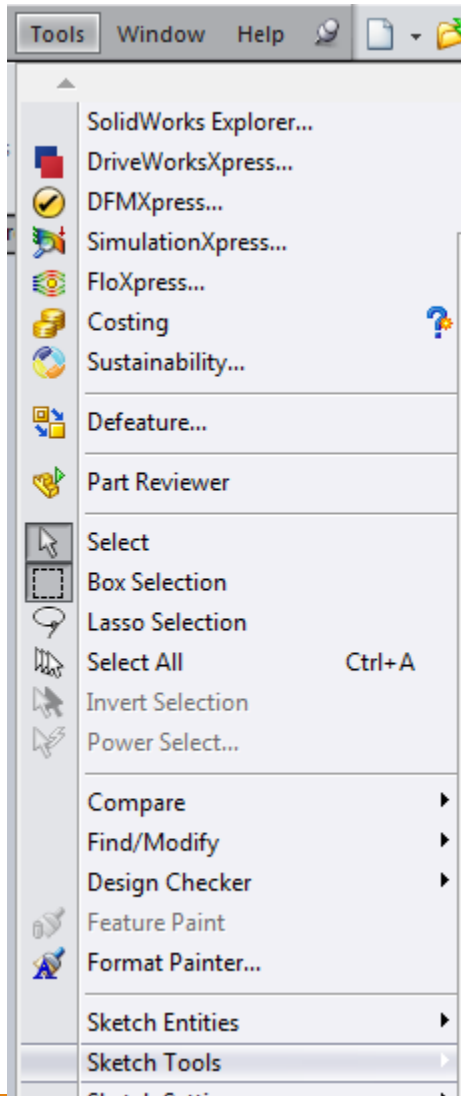 Tools Window Help
SolidWorks Explorer...
DriveWorksXpress...
DFMXpress...
SimulationXpress...
FloXpress...
Costing
Sustainability...
Defeature...
Part Reviewer
Select
Box Selection
Lasso Selection
Select All Ctrl+A
Invert Selection
Power Select...
Compare
Find/Modify
Design Checker
Feature Paint
Format Painter...
Sketch Entities
Sketch Tools